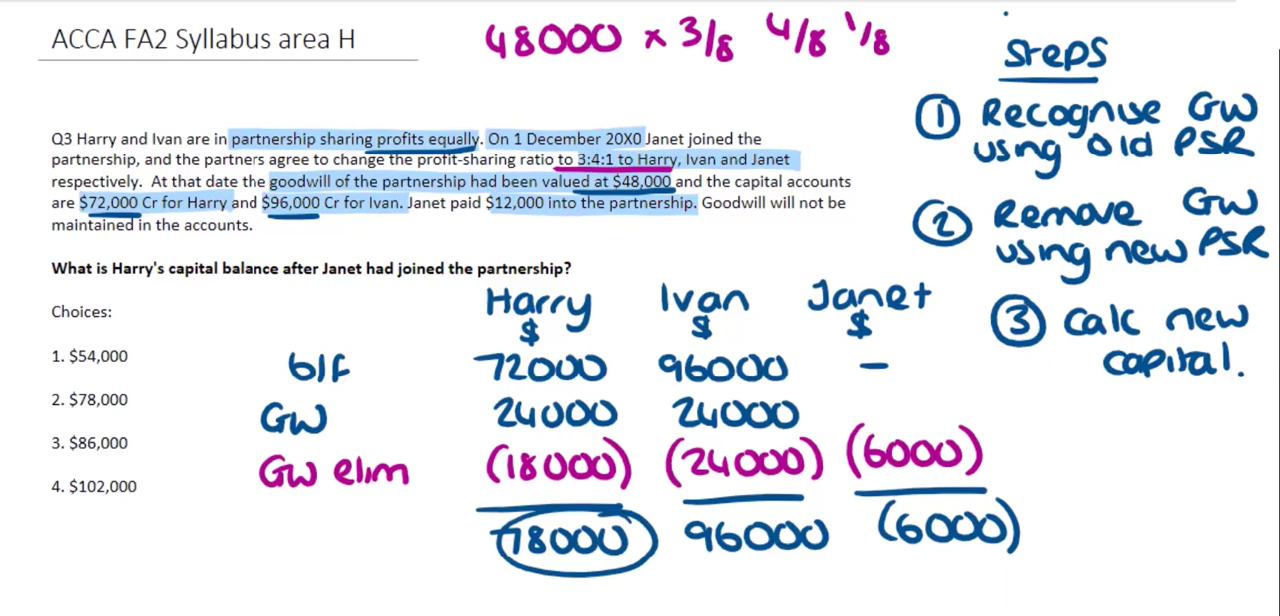 ACCA FA2 Syllabus area H
48000 x 3/8 4/8 1/8
Q3 Harry and Ivan are in partnership sharing profits equally. On 1 December 20X0 Janet joined the
partnership, and the partners agree to change the profit-sharing ratio to 3:4:1 to Harry, Ivan and Janet
respectively. At that date the goodwill of the partnership had been valued at $48,000 and the capital accounts
are $72,000 Cr for Harry and $96,000 Cr for Ivan. Janet paid $12,000 into the partnership. Goodwill will not be
maintained in the accounts.
What is Harry's capital balance after Janet had joined the partnership?
Choices:
1. $54,000
2. $78,000
3. $86,000
4. $102,000
Harry Ivan Janet
$ $ $
b/f 72000 96000 –
GW 24000 24000
GW elim (18000) (24000) (6000)
78000 96000 (6000)
Steps
① Recognise GW
using old PSR
② Remove GW
using new PSR
③ Calc new
capital.